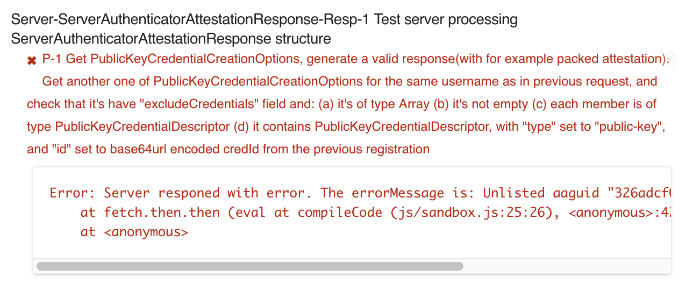 Server-ServerAuthenticatorAttestationResponse-Resp-1 Test server processing
ServerAuthenticatorAttestationResponse structure
✖ P-1 Get PublicKeyCredentialCreationOptions, generate a valid response(with for example packed attestation).
Get another one of PublicKeyCredentialCreationOptions for the same username as in previous request, and
check that it's have "excludeCredentials" field and: (a) it's of type Array (b) it's not empty (c) each member is of
type PublicKeyCredentialDescriptor (d) it contains PublicKeyCredentialDescriptor, with "type" set to "public-key",
and "id" set to base64url encoded credId from the previous registration
Error: Server responed with error. The errorMessage is: Unlisted aaguid
at fetch.then.then (eval at compileCode (js/sandbox.js:25:26), <anonymous>:
at <anonymous>